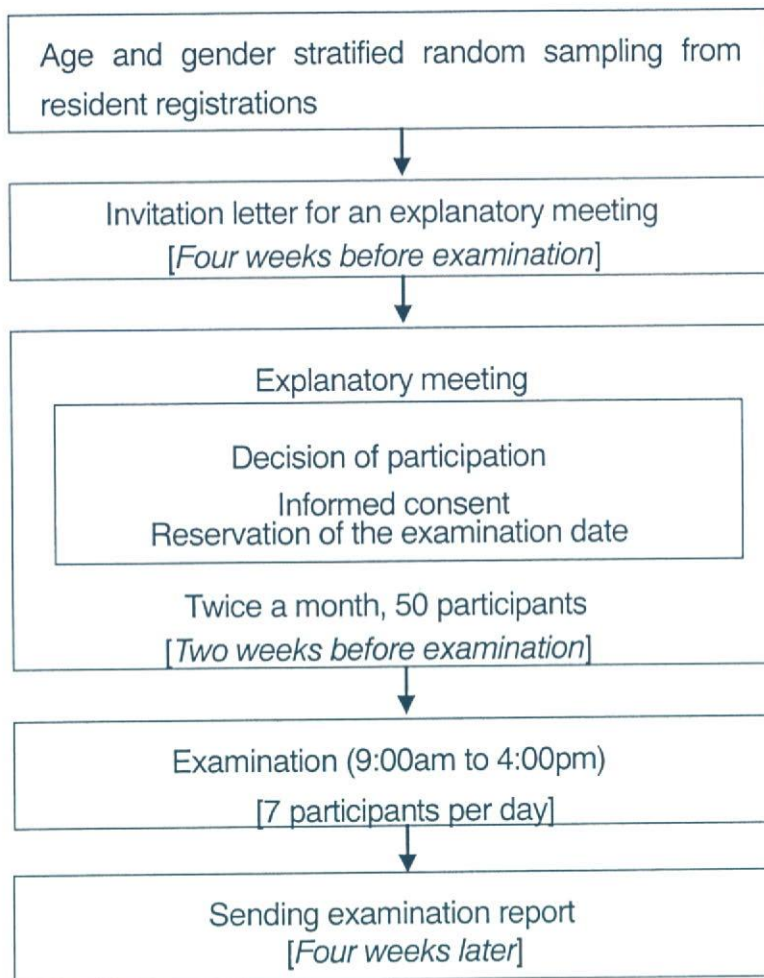 Age and gender stratified random sampling from
resident registrations
Invitation letter for an explanatory meeting
[Four weeks before examination]
Explanatory meeting
Decision of participation
Informed consent
Reservation of the examination date
Twice a month, 50 participants
[Two weeks before examination]
Examination (9:00am to 4:00pm)
[7 participants per day]
Sending examination report
[Four weeks later]